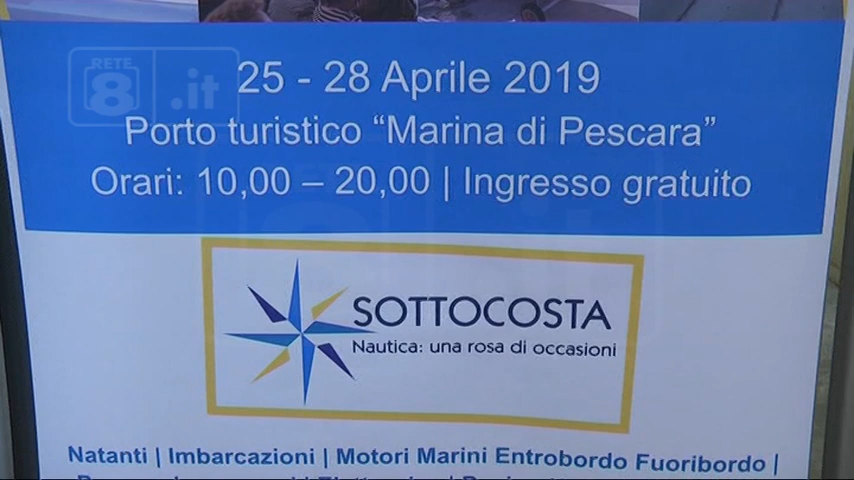 RETE
8
.it
25 - 28 Aprile 2019
Porto turistico “Marina di Pescara”
Orari: 10,00 – 20,00 | Ingresso gratuito
SOTTOCOSTA
Nautica: una rosa di occasioni
Natanti | Imbarcazioni | Motori Marini Entrobordo Fuoribordo |